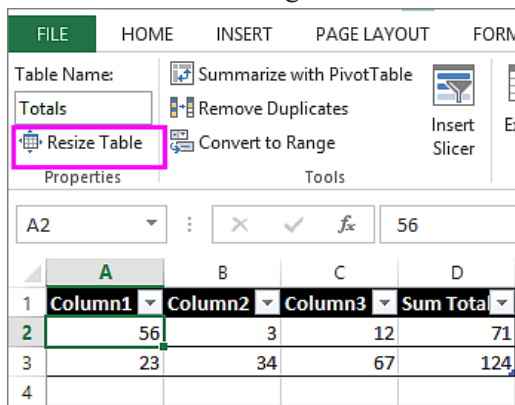 FILE HOME INSERT PAGE LAYOUT
Table Name:
Totals
Resize Table
Properties
Summarize with PivotTable
Remove Duplicates
Convert to Range
Tools
Insert
Slicer
A2 fx 56
A B C D
1 Column1 Column2 Column3 Sum Total
2 56 3 12 71
3 23 34 67 124
4